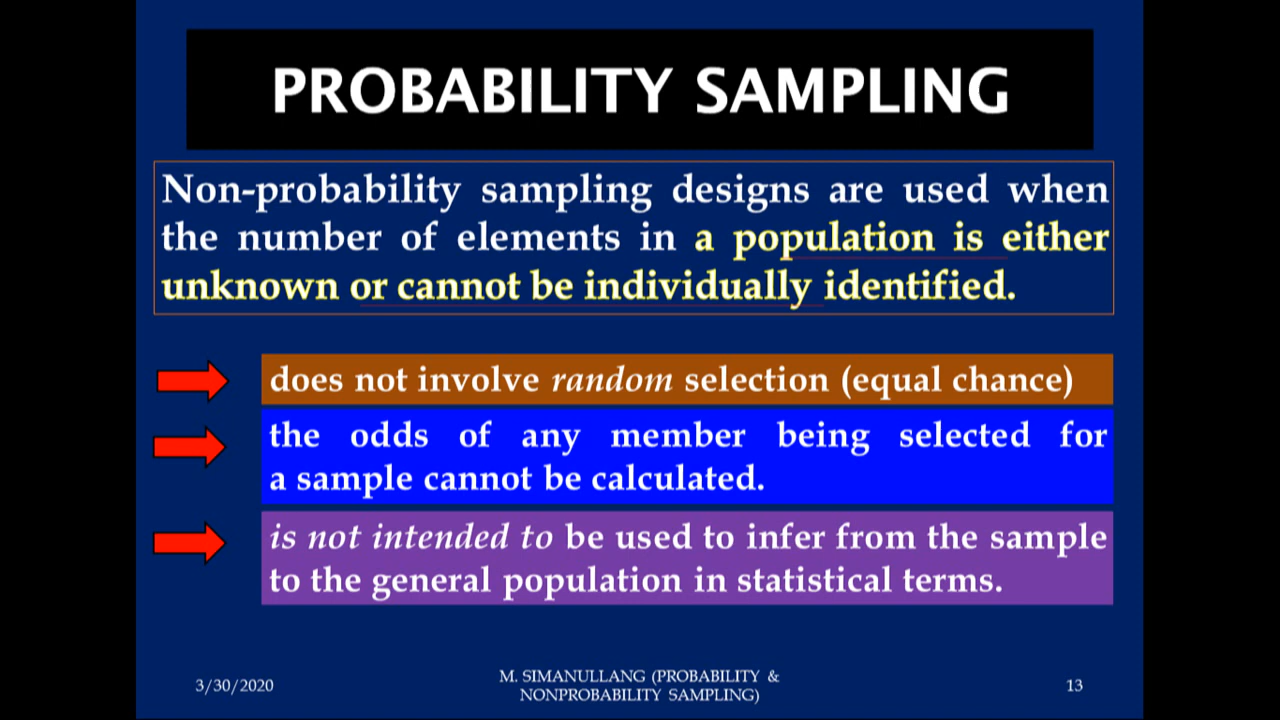 PROBABILITY SAMPLING
Non-probability sampling designs are used when
the number of elements in a population is either
unknown or cannot be individually identified.
does not involve random selection (equal chance)
the odds of any member being selected for
a sample cannot be calculated.
is not intended to be used to infer from the sample
to the general population in statistical terms.
3/30/2020
M. SIMANULLANG (PROBABILITY &
NONPROBABILITY SAMPLING)
13